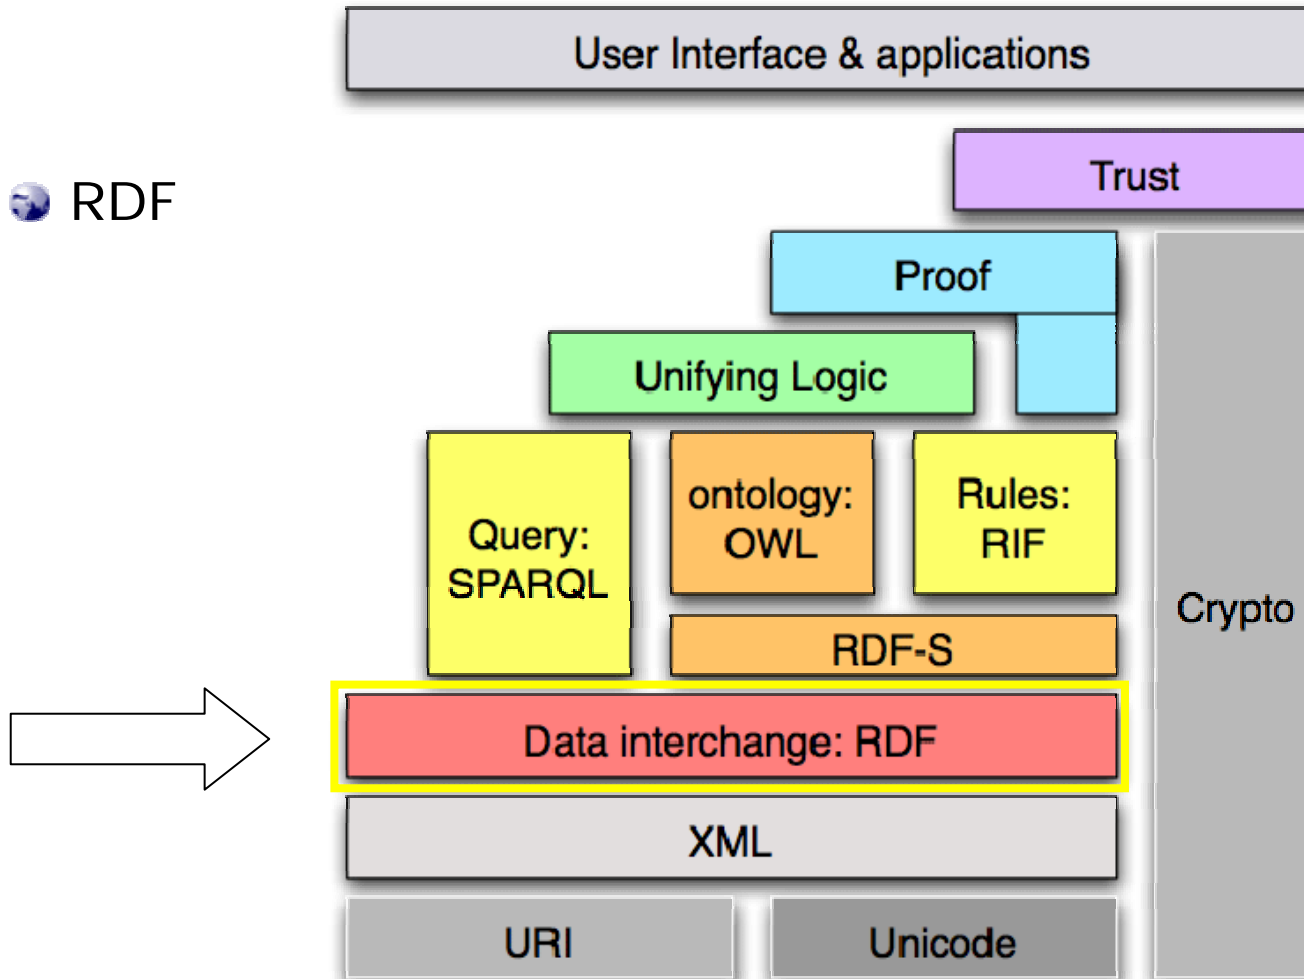 User Interface & applications
Trust
RDF
Proof
Unifying Logic
Query:
SPARQL
ontology:
OWL
Rules:
RIF
Crypto
RDF-S
Data interchange: RDF
XML
URI
Unicode